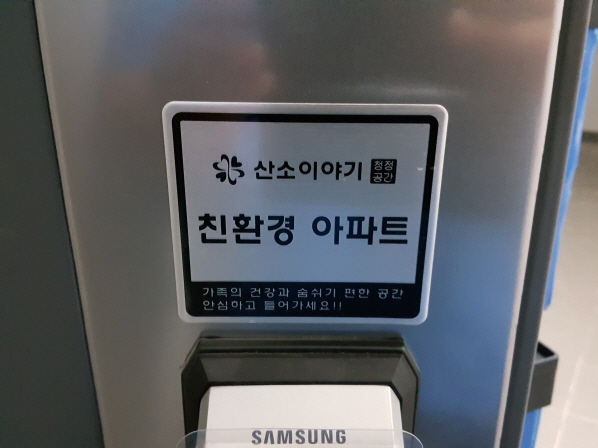 산소이야기 청정
공간
친환경 아파트
가족의 건강과 숨쉬기 편한 공간
안심하고 들어가세요!!
SAMSUNG